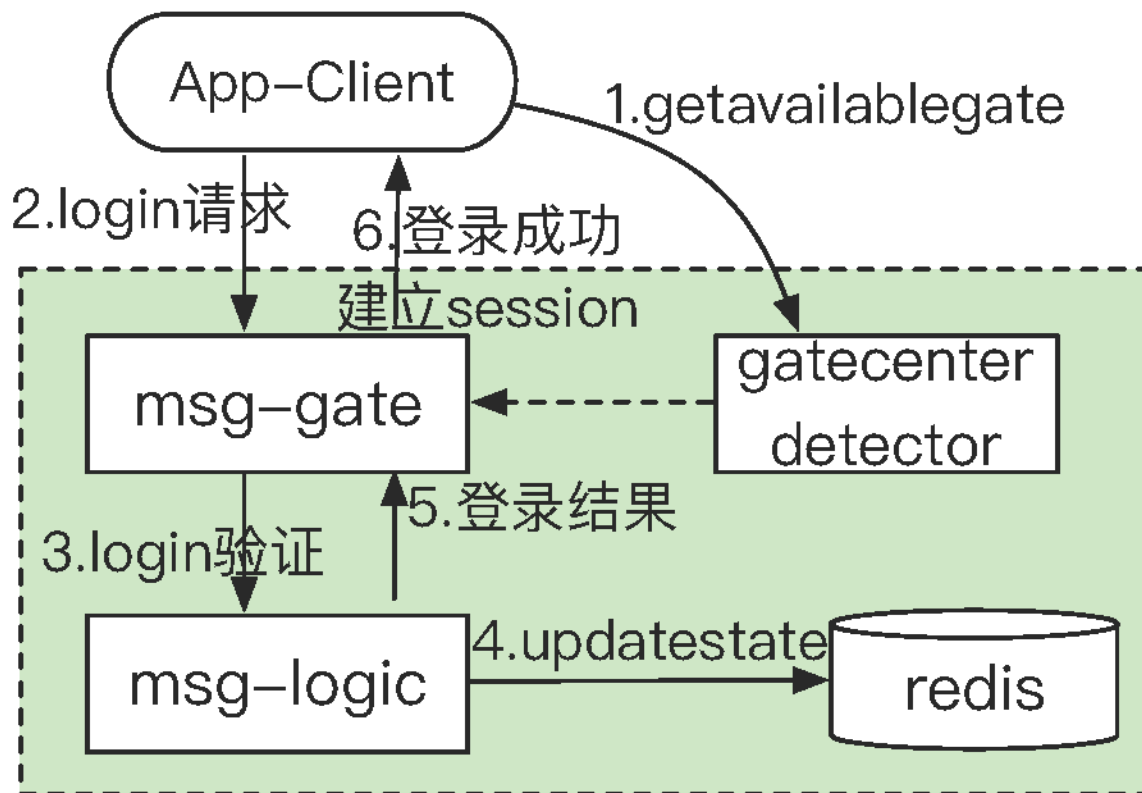 App–Client
1.getavailablegate
2.login请求
6.登录成功
建立session
msg–gate
gatecenter
detector
5.登录结果
3.login验证
4.updatestate
msg–logic
redis